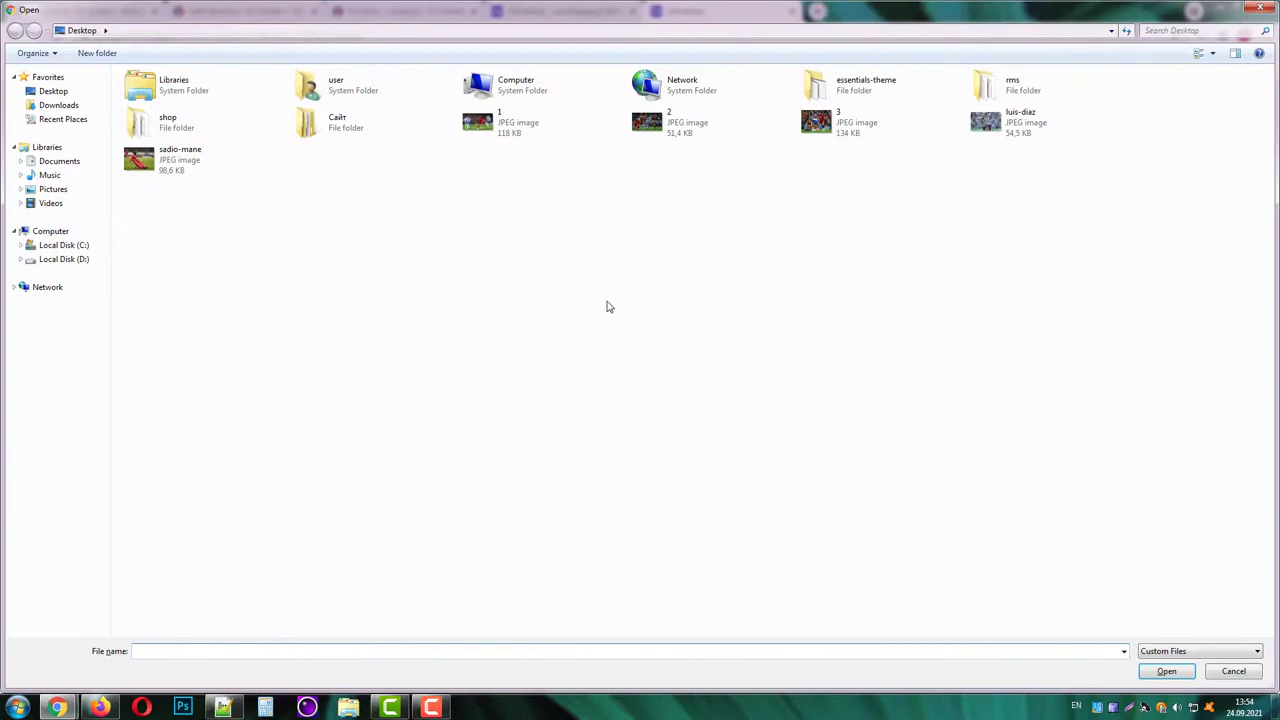 Open
Desktop
Search Desktop
Organize
New folder
Favorites
Desktop
Downloads
Recent Places
Libraries
Documents
Music
Pictures
Videos
Computer
Local Disk (C:)
Local Disk (D:)
Network
Libraries
System Folder
user
System Folder
Computer
System Folder
Network
System Folder
essentials-theme
File folder
rms
File folder
shop
File folder
сайт
File folder
1
JPEG image
118 KB
2
JPEG image
51,4 KB
3
JPEG image
134 KB
luis-diaz
JPEG image
54,5 KB
sadio-mane
JPEG image
98,6 KB
File name:
Custom Files
Open
Cancel
Ps
EN
13:54
24.09.2021